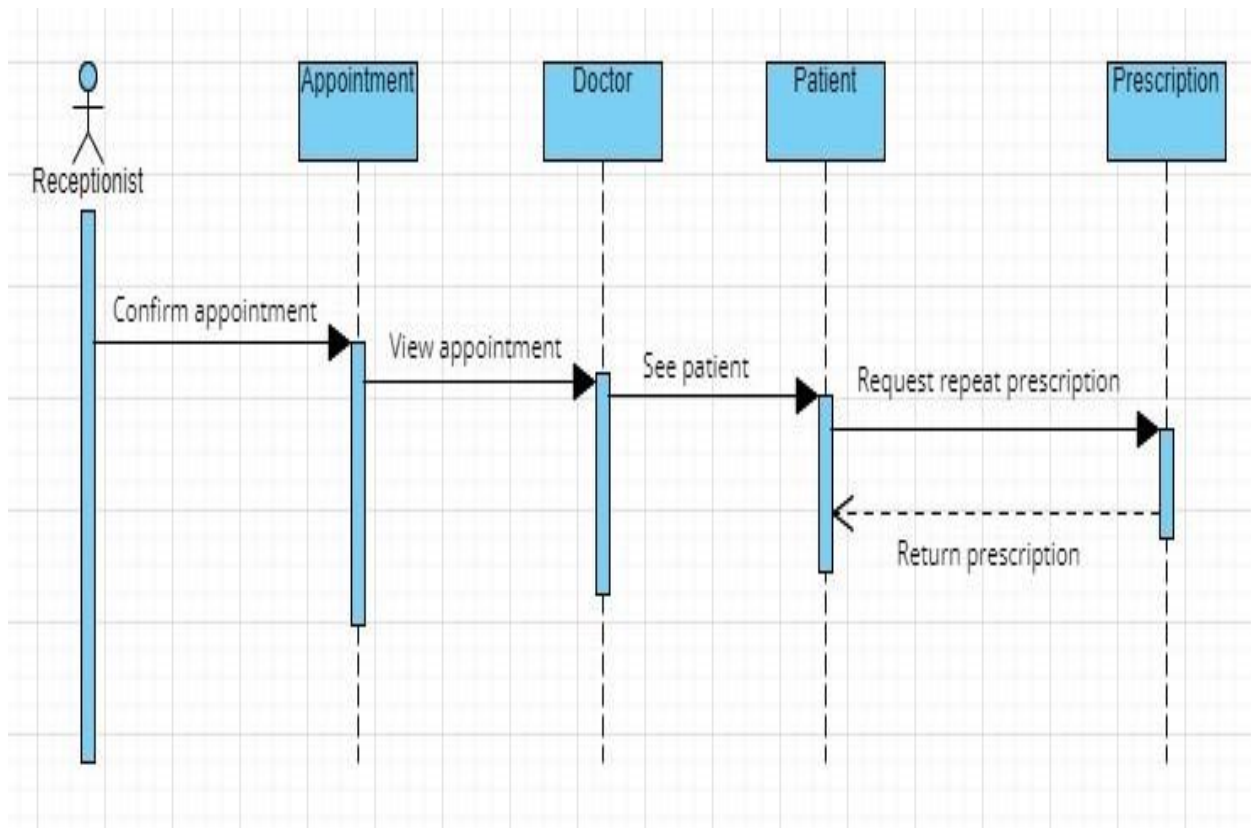 Appointment
Doctor
Patient
Prescription
Receptionist
Confirm appointment
View appointment
See patient
Request repeat prescription
Return prescription